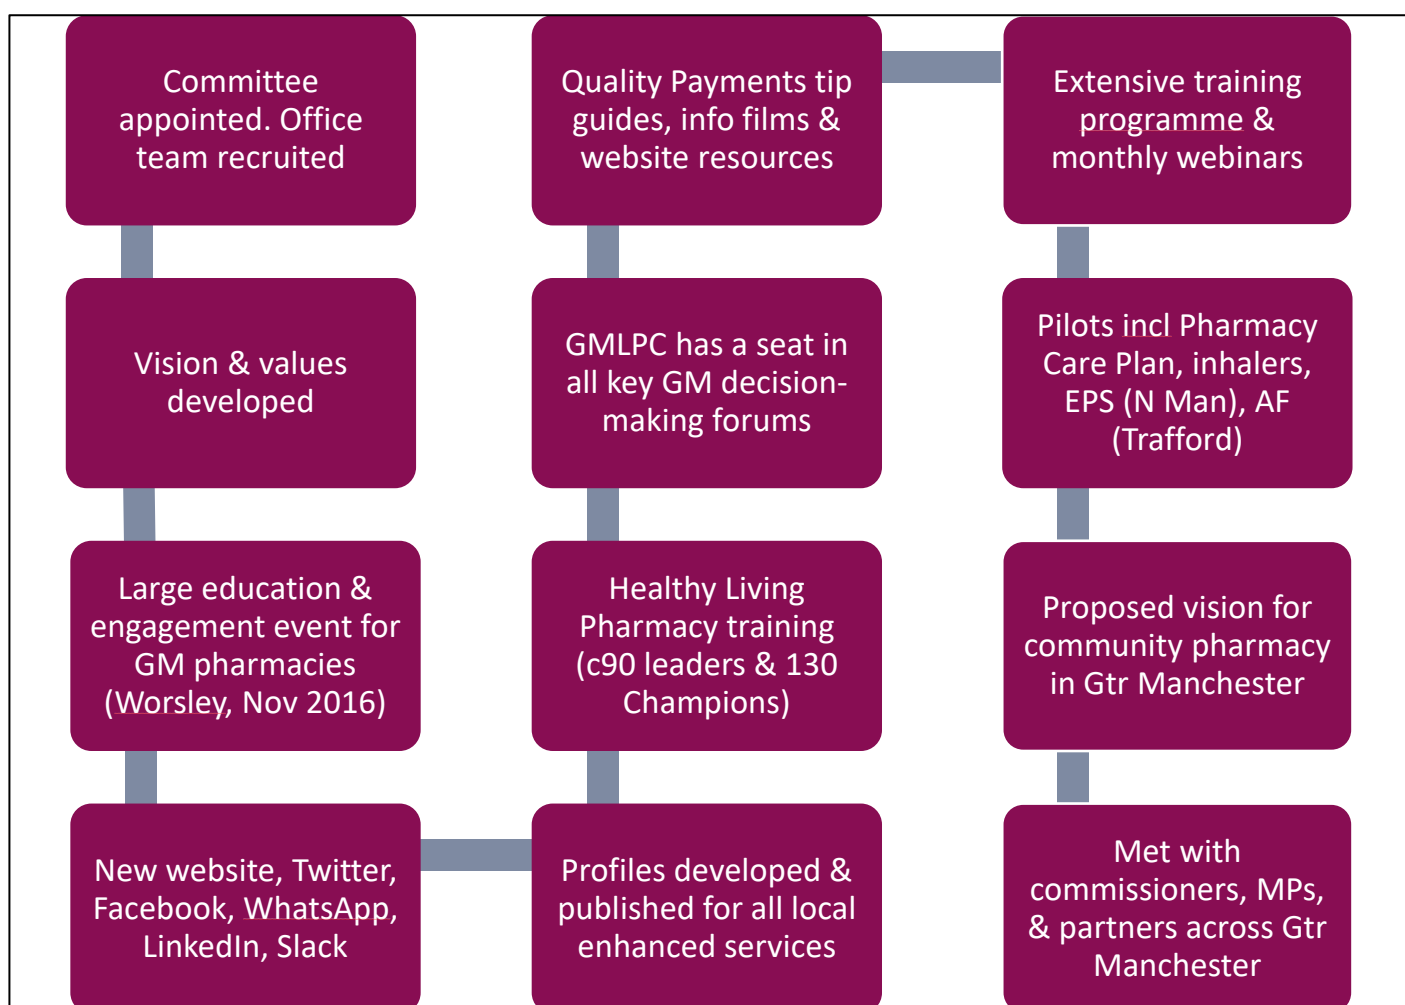 Committee
appointed. Office
team recruited
Vision & values
developed
Large education &
engagement event for
GM pharmacies
(Worsley, Nov 2016)
New website, Twitter,
Facebook, WhatsApp,
LinkedIn, Slack
Profiles developed &
published for all local
enhanced services
Healthy Living
Pharmacy training
(c90 leaders & 130
Champions)
GMLPC has a seat in
all key GM decision-
making forums
Quality Payments tip
guides, info films &
website resources
Extensive training
programme &
monthly webinars
Pilots incl Pharmacy
Care Plan, inhalers,
EPS (N Man), AF
(Trafford)
Proposed vision for
community pharmacy
in Gtr Manchester
Met with
commissioners, MPs,
& partners across Gtr
Manchester